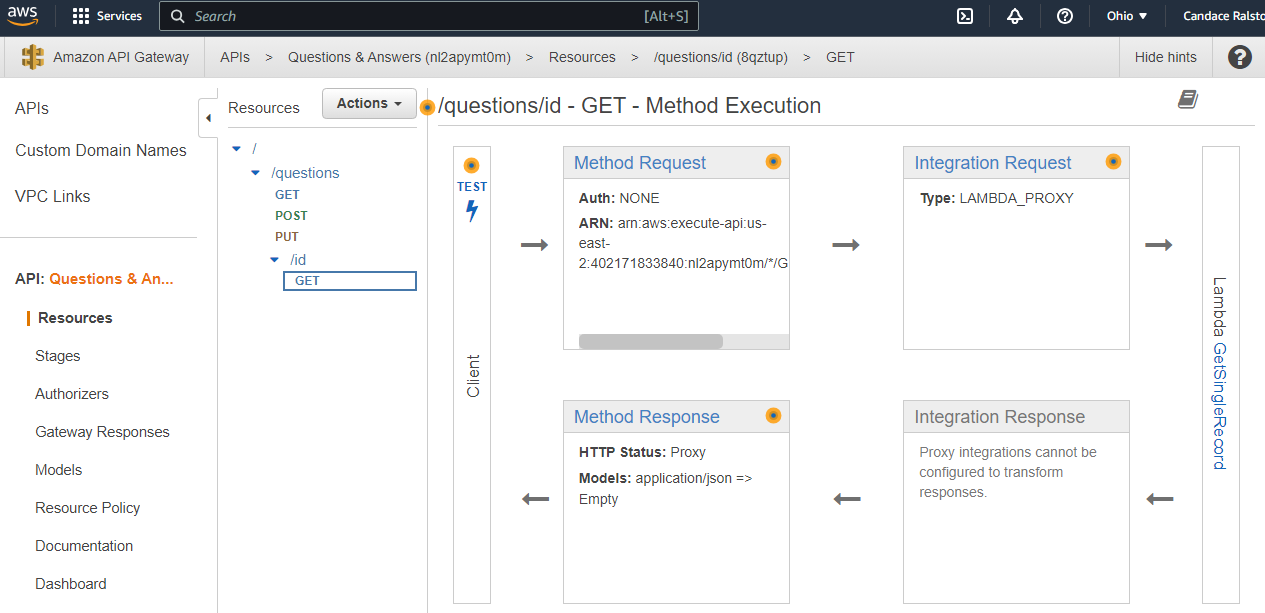 aws
Services
Search
[Alt+S]
Ohio
Candace Ralsto
Amazon API Gateway
APIs > Questions & Answers (nl2apymt0m) > Resources > /questions/id (8qztup) > GET
Hide hints
?
APIs
Custom Domain Names
VPC Links
API: Questions & An...
Resources
Stages
Authorizers
Gateway Responses
Models
Resource Policy
Documentation
Dashboard
Resources
Actions
/
/questions
GET
POST
PUT
/id
GET
/questions/id - GET - Method Execution
TEST
Client
Method Request
Auth: NONE
ARN: arn:aws:execute-api:us-
east-
2:402171833840:nl2apymt0m/*/G
Integration Request
Type: LAMBDA_PROXY
Lambda GetSingleRecord
Method Response
HTTP Status: Proxy
Models: application/json =>
Empty
Integration Response
Proxy integrations cannot be
configured to transform
responses.